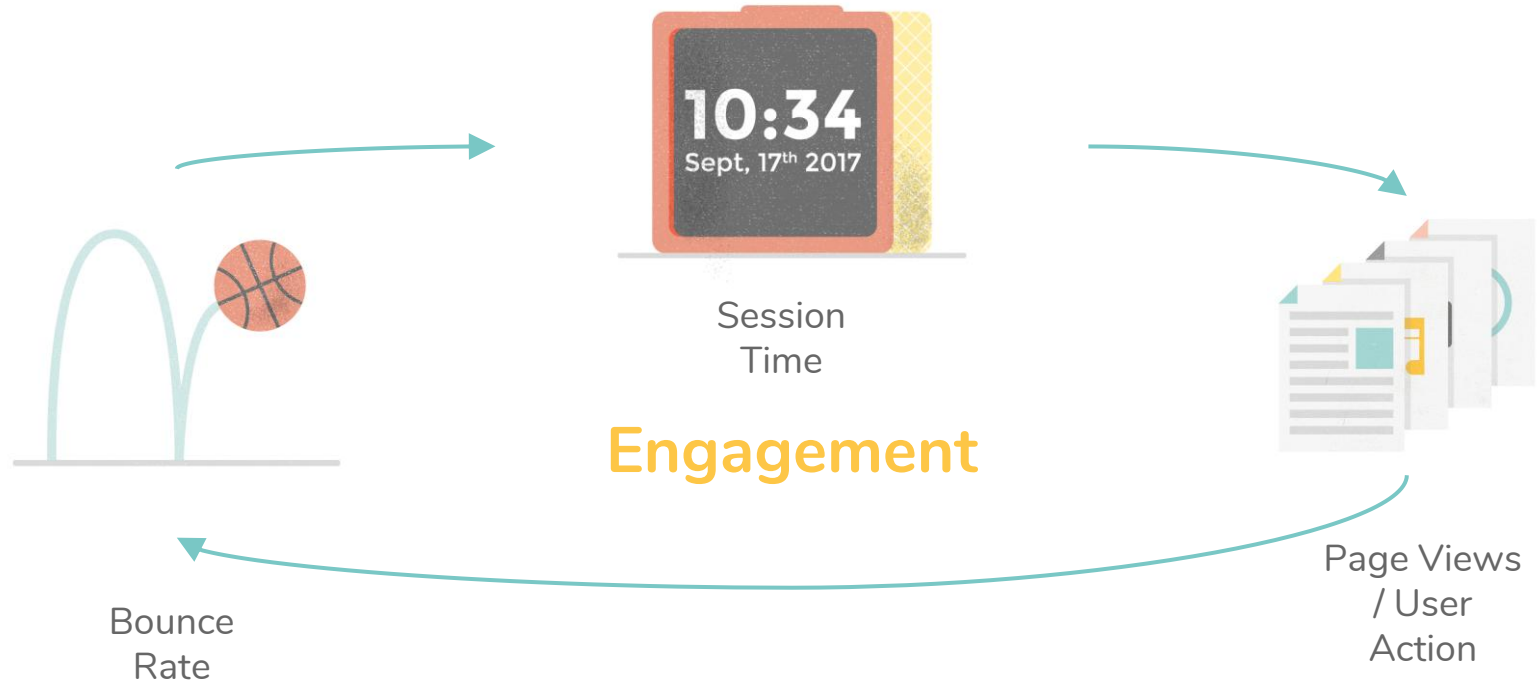 10:34
Sept, 17th 2017
Session
Time
Engagement
Page Views
/ User
Action
Bounce
Rate